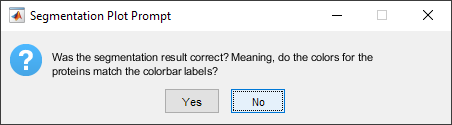 Segmentation Plot Prompt
Was the segmentation result correct? Meaning, do the colors for the
proteins match the colorbar labels?
Yes No